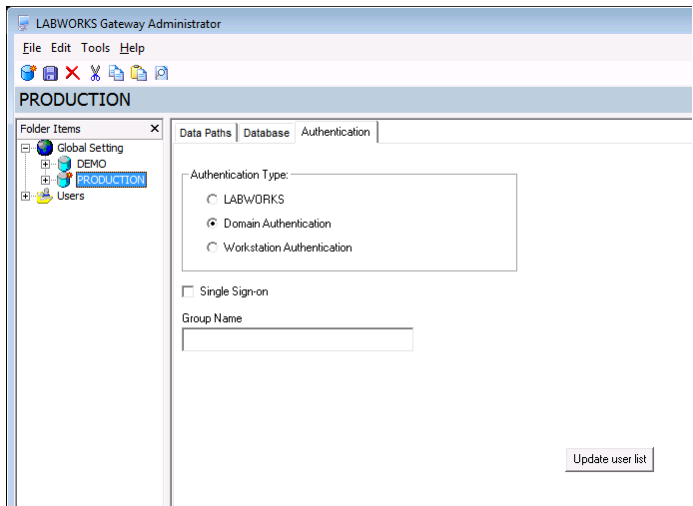 LABWORKS Gateway Administrator
File Edit Tools Help
PRODUCTION
Folder Items
Global Setting
DEMO
PRODUCTION
Users
Data Paths Database Authentication
Authentication Type:
LABWORKS
Domain Authentication
Workstation Authentication
Single Sign-on
Group Name
Update user list